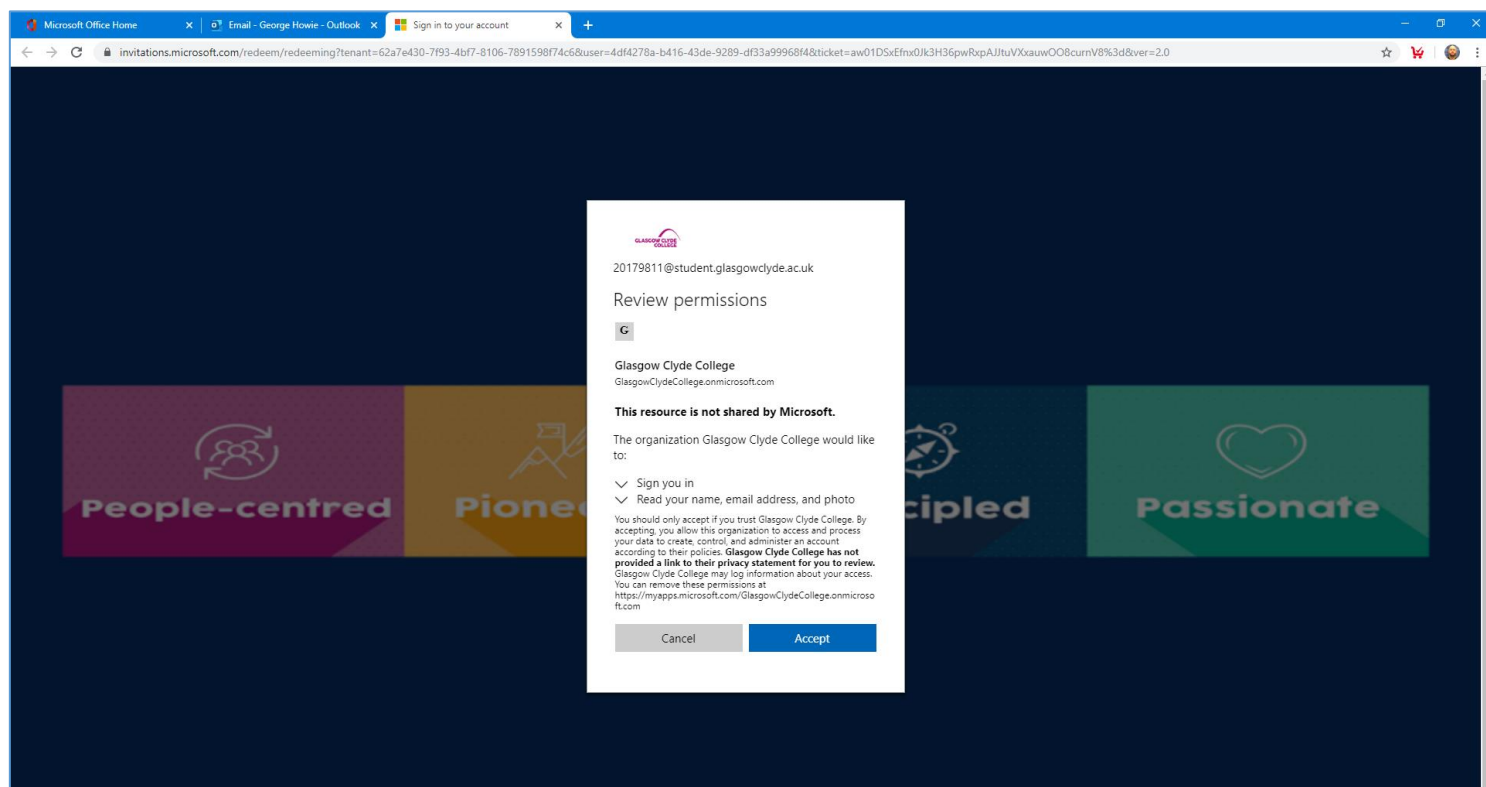 Microsoft Office Home
Email - George Howie - Outlook
Sign in to your account
invitations.microsoft.com/redeem/redeeming?tenant=62a7e430-7f93-4bf7-8106-7891598f74c6&user=4df4278a-b416-43de-9289-df33a99968f4&ticket=aw01DSxEfnx0Jk3H36pwRxpAJJtuVXxauwOO8curnV8%3d&ver=2.0
GLASGOW CLYDE
COLLEGE
20179811@student.glasgowclyde.ac.uk
Review permissions
G
Glasgow Clyde College
GlasgowClydeCollege.onmicrosoft.com
This resource is not shared by Microsoft.
The organization Glasgow Clyde College would like
to:
Sign you in
Read your name, email address, and photo
You should only accept if you trust Glasgow Clyde College. By
accepting, you allow this organization to access and process
your data to create, control, and administer an account
according to their policies. Glasgow Clyde College has not
provided a link to their privacy statement for you to review.
Glasgow Clyde College may log information about your access.
You can remove these permissions at
https://myapps.microsoft.com/GlasgowClydeCollege.onmicroso
ft.com
Cancel
Accept
People-centred
Pione
cipled
Passionate